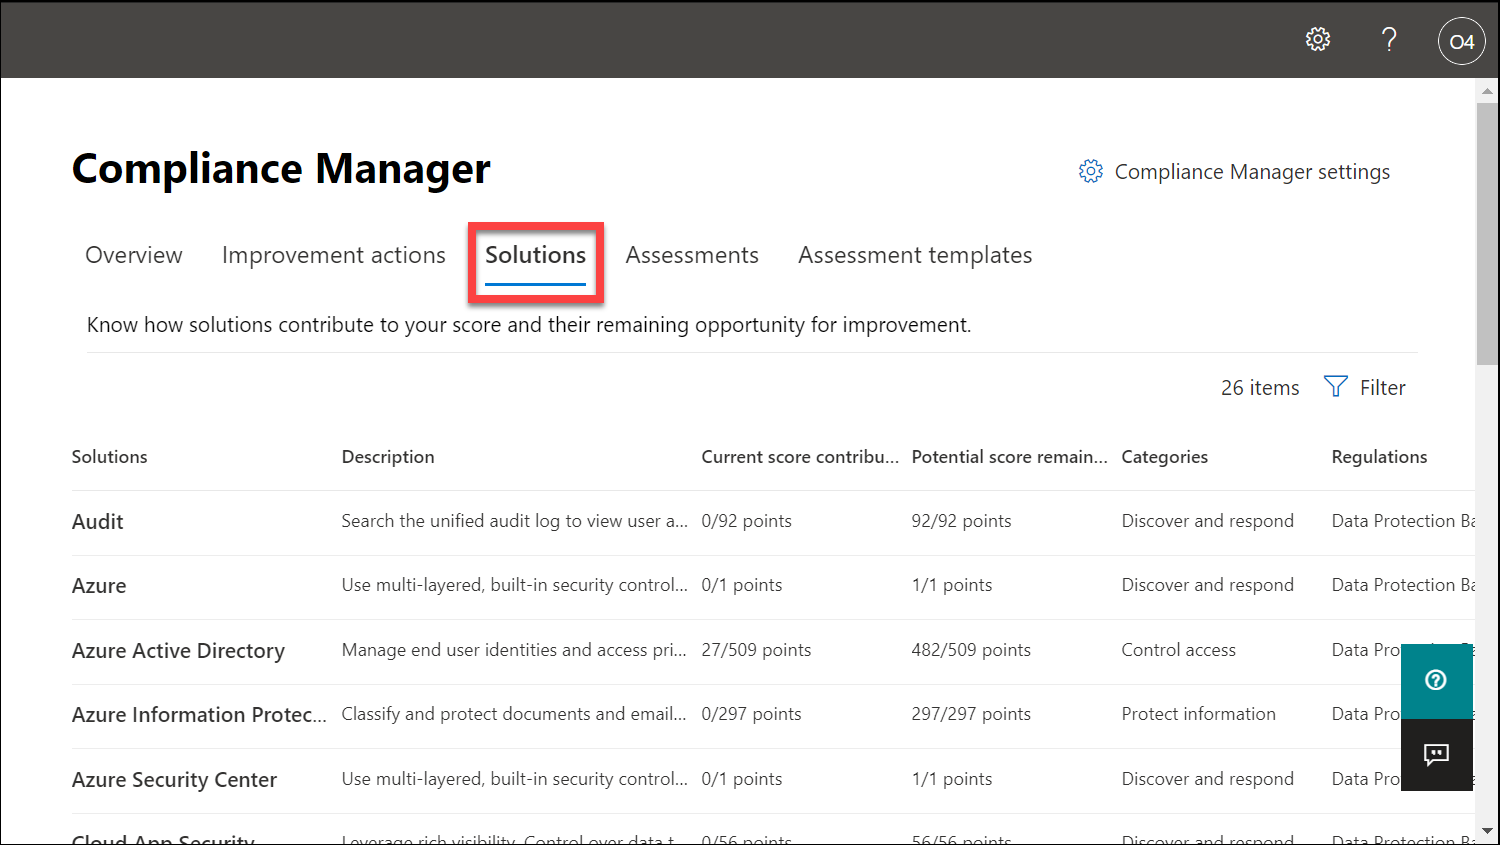 O4
Compliance Manager
Compliance Manager settings
Overview Improvement actions Solutions Assessments Assessment templates
Know how solutions contribute to your score and their remaining opportunity for improvement.
26 items Filter
Solutions Description Current score contribu... Potential score remain... Categories Regulations
Audit Search the unified audit log to view user a... 0/92 points 92/92 points Discover and respond Data Protection Ba
Azure Use multi-layered, built-in security control... 0/1 points 1/1 points Discover and respond Data Protection Ba
Azure Active Directory Manage end user identities and access pri... 27/509 points 482/509 points Control access Data Pro
Azure Information Protec... Classify and protect documents and email... 0/297 points 297/297 points Protect information Data Pro
Azure Security Center Use multi-layered, built-in security control... 0/1 points 1/1 points Discover and respond Data Pro
Cloud App Security Leverage rich visibility, Control over data t... 0/56 points 56/56 points Discover and respond Data Protection Ba